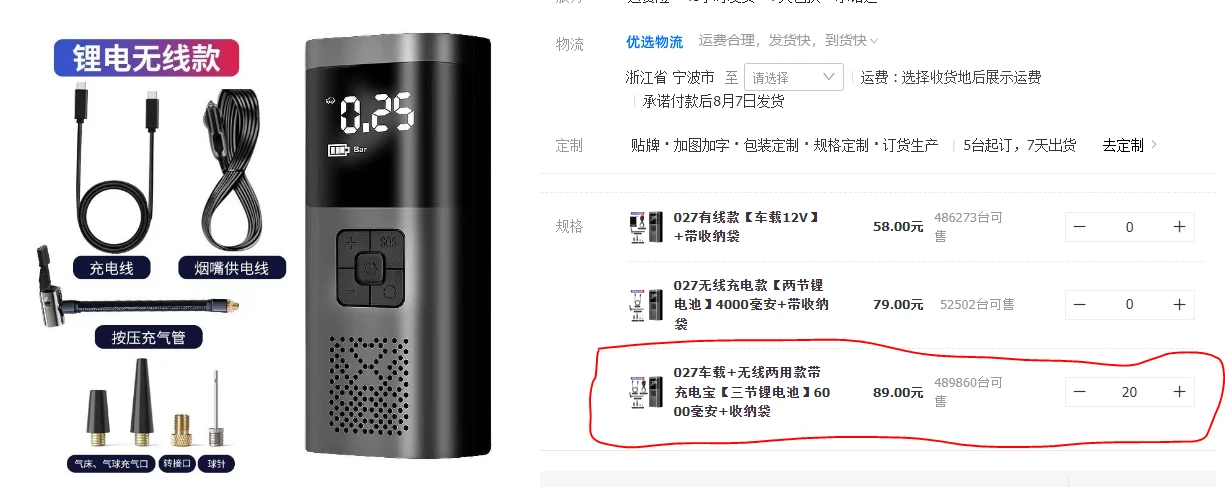 锂电无线款
充电线
烟嘴供电线
按压充气管
气床、气球充气口
转接口
球针
0.25
Bar
+
SOS
-
物流
优选物流
运费合理，发货快，到货快
浙江省 宁波市 至 请选择 运费：选择收货地后展示运费
承诺付款后8月7日发货
定制
贴牌·加图加字·包装定制·规格定制·订货生产
5台起订，7天出货
去定制
规格
027有线款【车载12V】
+带收纳袋
58.00元
486273台可
售
0
027无线充电款【两节锂
电池】4000毫安+带收纳
袋
79.00元
52502台可售
0
027车载+无线两用款带
充电宝【三节锂电池】60
00毫安+收纳袋
89.00元
489860台可
售
20